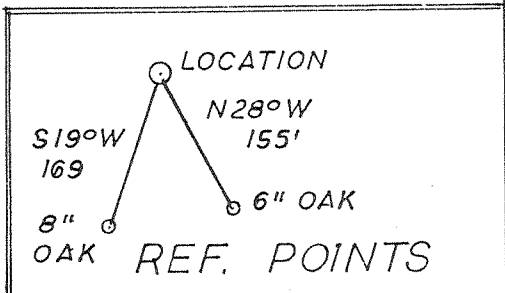 LOCATION
N28°W
155'
S19°W
169
6" OAK
8"
OAK
REF. POINTS